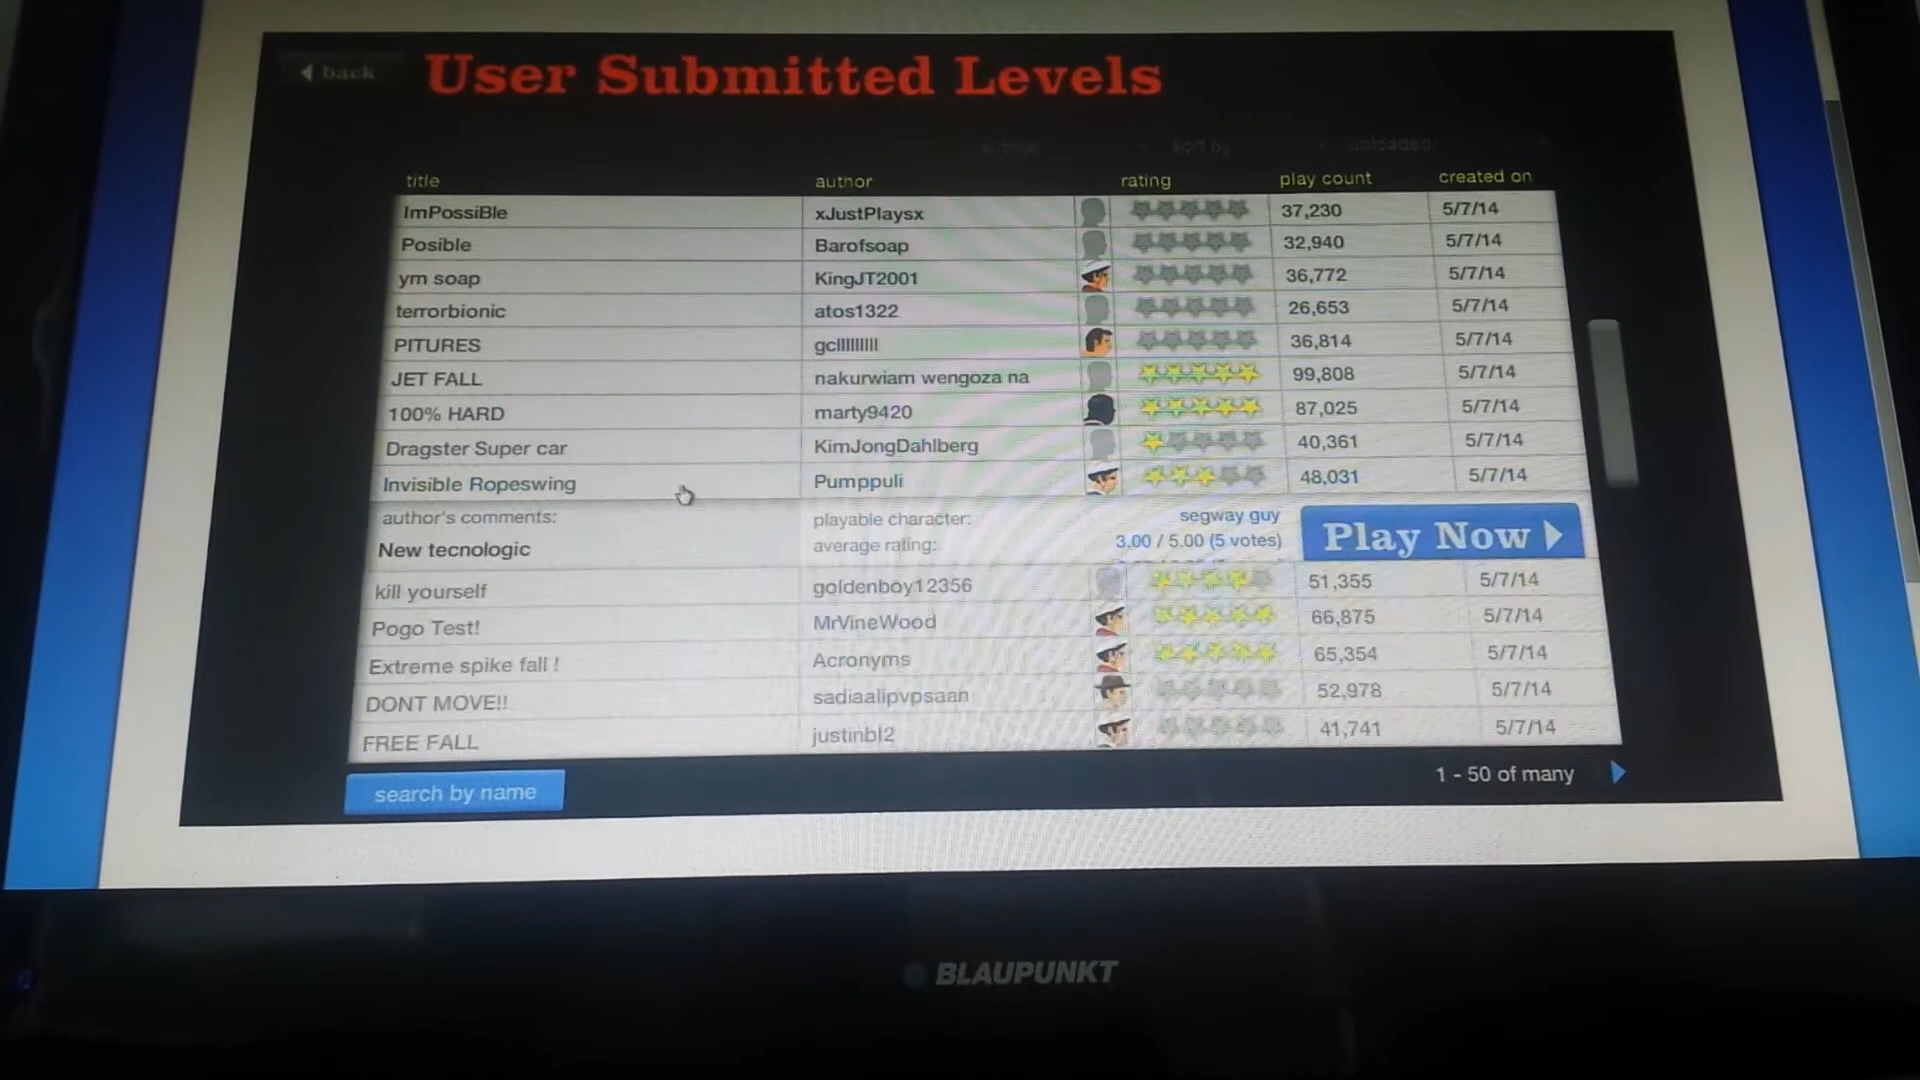 back
User Submitted Levels
sort by uploaded:
title author rating play count created on
ImPossiBle xJustPlaysx 37,230 5/7/14
Posible Barofsoap 32,940 5/7/14
ym soap KingJT2001 36,772 5/7/14
terrorbionic atos1322 26,653 5/7/14
PITURES 36,814 5/7/14
JET FALL nakurwiam wengoza na 99,808 5/7/14
100% HARD marty9420 87,025 5/7/14
Dragster Super car KimJongDahlberg 40,361 5/7/14
Invisible Ropeswing Pumppuli 48,031 5/7/14
author's comments: playable character: segway guy
New tecnologic average rating: 3.00 / 5.00 (5 votes)
Play Now
kill yourself goldenboy12356 51,355 5/7/14
Pogo Test! MrVineWood 66,875 5/7/14
Extreme spike fall ! Acronyms 65,354 5/7/14
DONT MOVE!! sadiaalipvpsaan 52,978 5/7/14
FREE FALL justinbl2 41,741 5/7/14
search by name 1 - 50 of many
BLAUPUNKT